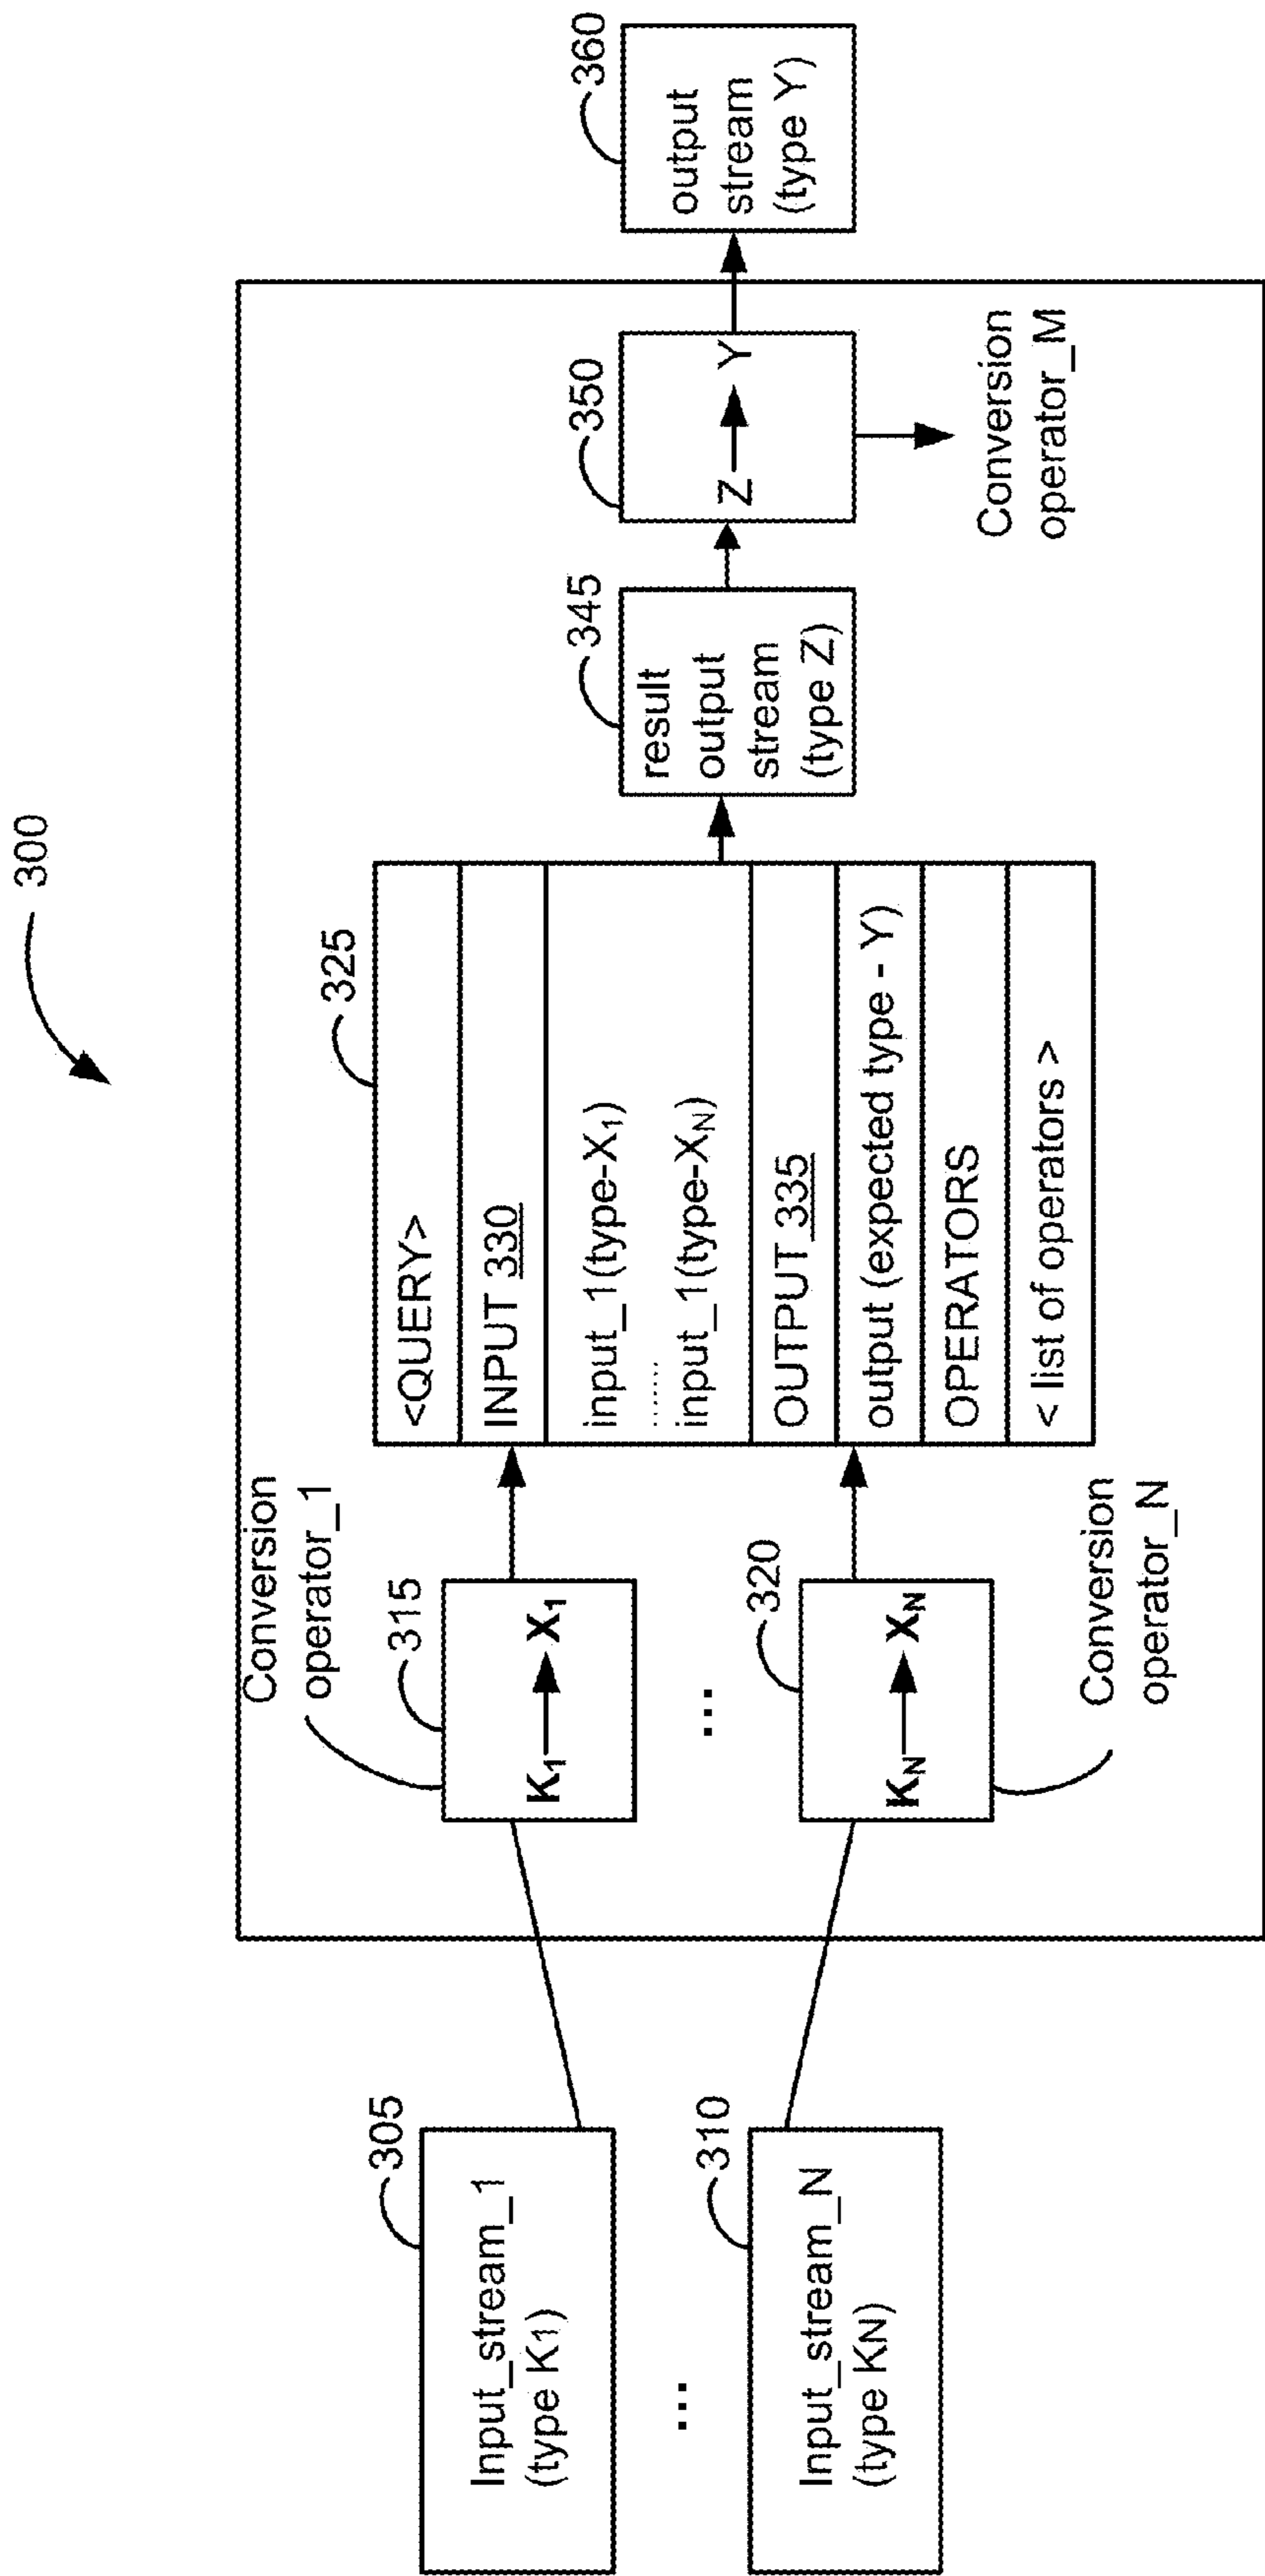 300
305
Input_stream_1
(type K1)
...
310
Input_stream_N
(type KN)
Conversion
operator_1
315
K1 X1
...
320
KN XN
Conversion
operator_N
325
<QUERY>
INPUT 330
input_1(type-X1)
.......
input_1(type-XN)
OUTPUT 335
output (expected type - Y)
OPERATORS
< list of operators >
345
result
output
stream
(type Z)
350
Z Y
Conversion
operator_M
360
output
stream
(type Y)